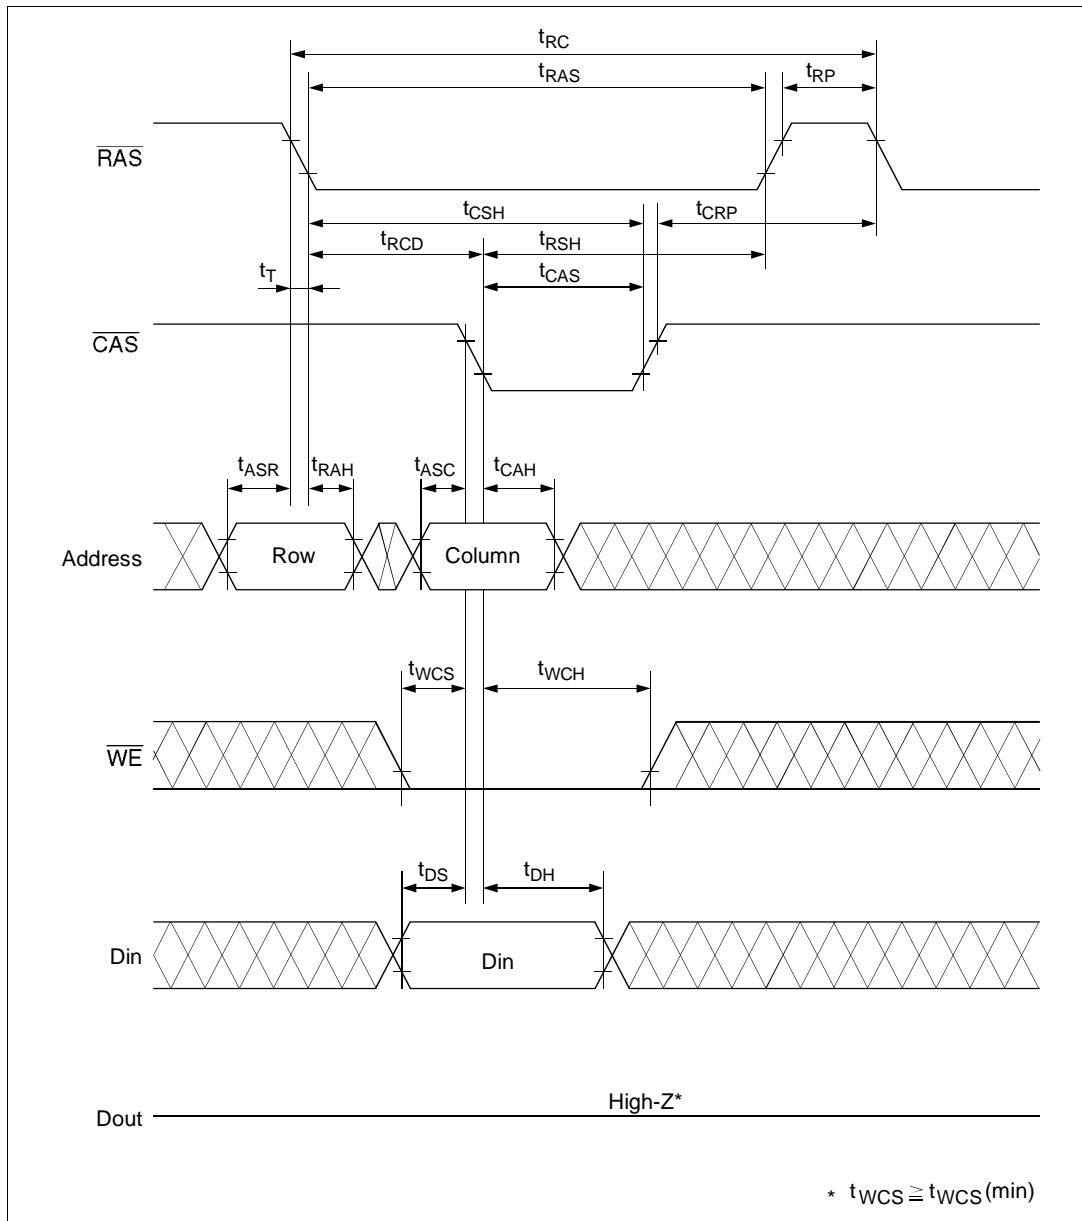 tRC
tRAS
tRP
RAS
tCSH
tCRP
tRCD
tRSH
tT
tCAS
CAS
tASR
tRAH
tASC
tCAH
Address
Row
Column
tWCS
tWCH
WE
tDS
tDH
Din
Din
High-Z*
Dout
* tWCS ≧ tWCS(min)